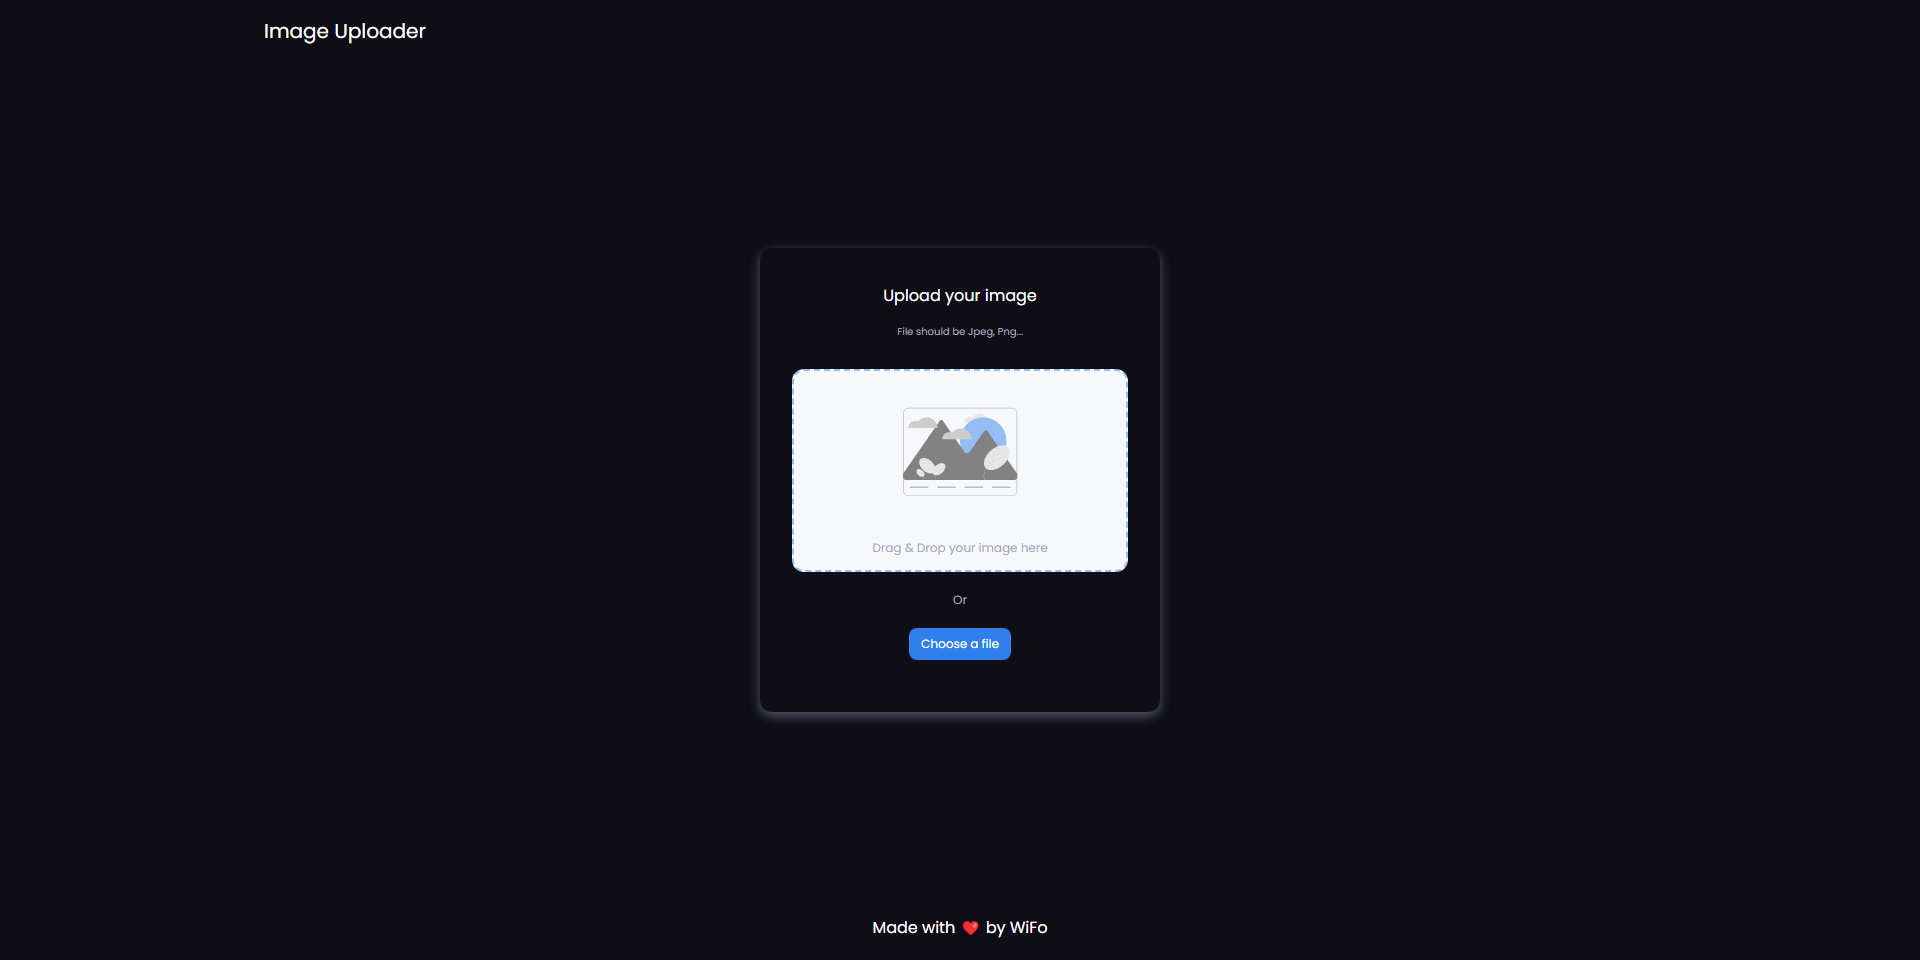 Image Uploader
Upload your image
File should be Jpeg, Png...
Drag & Drop your image here
Or
Choose a file
Made with ❤️ by WiFo